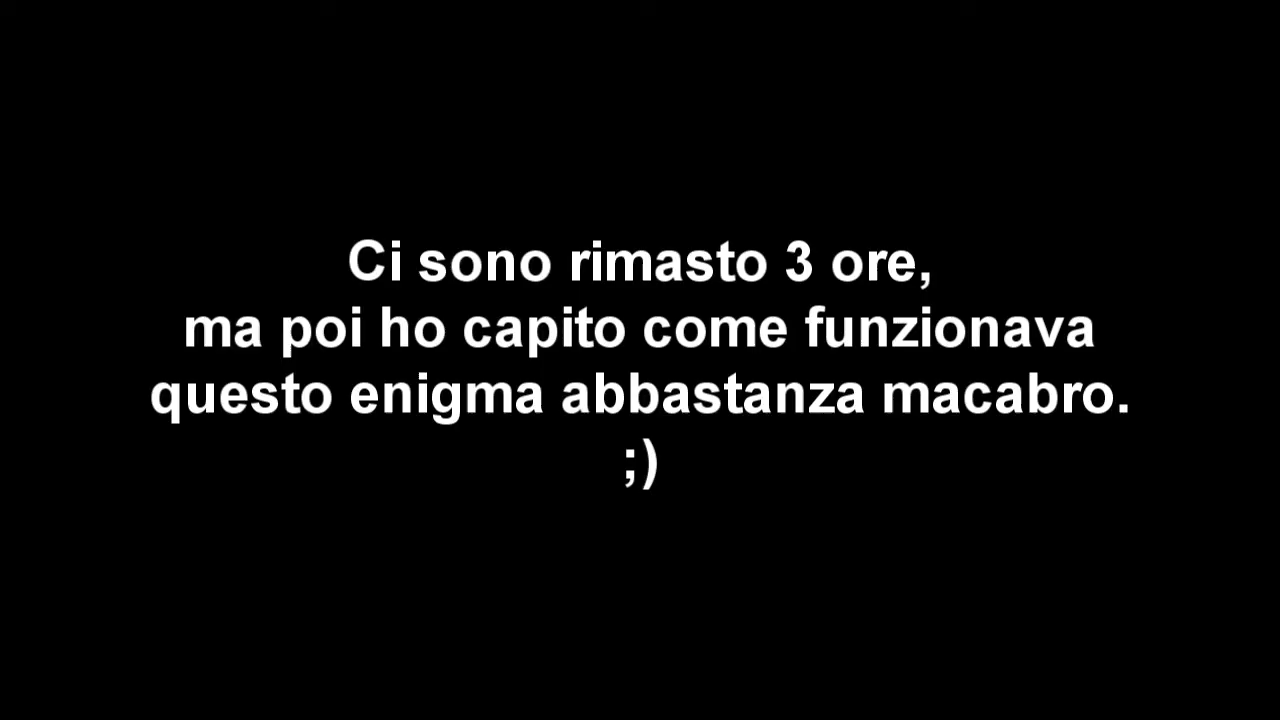 Ci sono rimasto 3 ore,
ma poi ho capito come funzionava
questo enigma abbastanza macabro.
;)